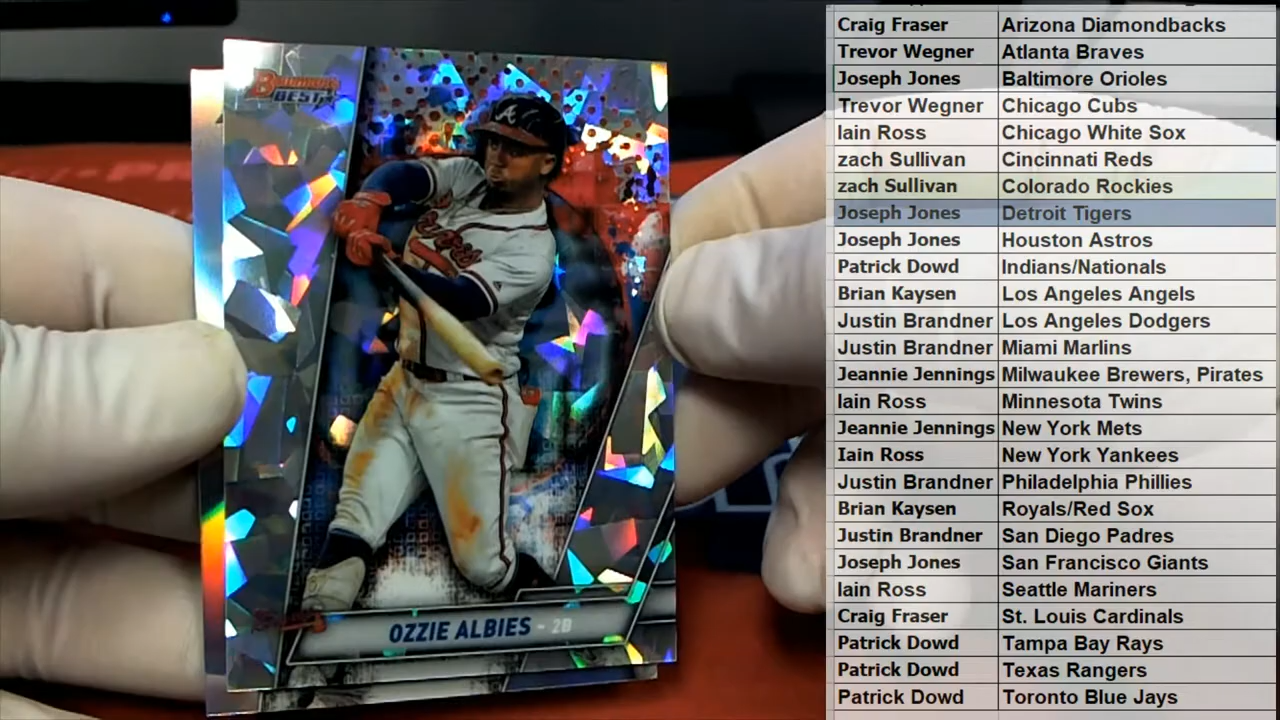 Bowman's
BEST
A
Braves
OZZIE ALBIES - 2B
Craig Fraser Arizona Diamondbacks
Trevor Wegner Atlanta Braves
Joseph Jones Baltimore Orioles
Trevor Wegner Chicago Cubs
Iain Ross Chicago White Sox
zach Sullivan Cincinnati Reds
zach Sullivan Colorado Rockies
Joseph Jones Detroit Tigers
Joseph Jones Houston Astros
Patrick Dowd Indians/Nationals
Brian Kaysen Los Angeles Angels
Justin Brandner Los Angeles Dodgers
Justin Brandner Miami Marlins
Jeannie Jennings Milwaukee Brewers, Pirates
Iain Ross Minnesota Twins
Jeannie Jennings New York Mets
Iain Ross New York Yankees
Justin Brandner Philadelphia Phillies
Brian Kaysen Royals/Red Sox
Justin Brandner San Diego Padres
Joseph Jones San Francisco Giants
Iain Ross Seattle Mariners
Craig Fraser St. Louis Cardinals
Patrick Dowd Tampa Bay Rays
Patrick Dowd Texas Rangers
Patrick Dowd Toronto Blue Jays